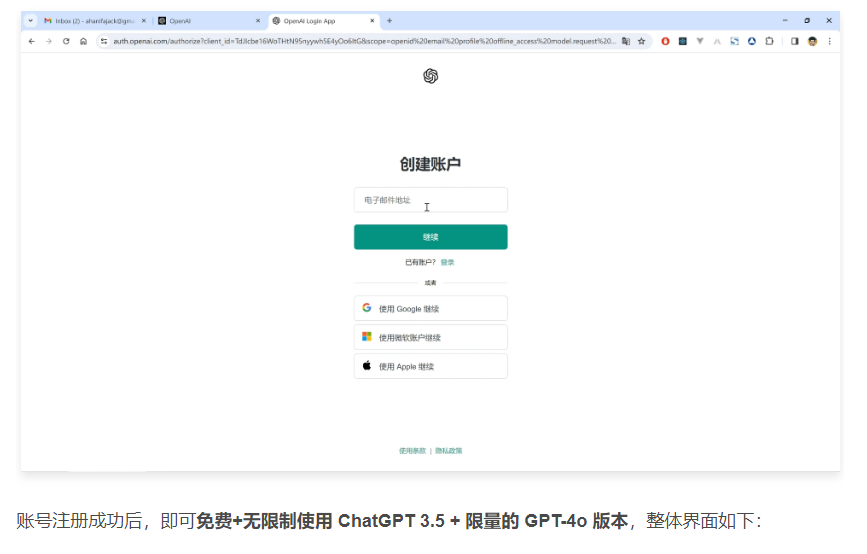 Inbox (2) - aharifajack@gm
OpenAI
OpenAI Login App
auth.openai.com/authorize?client_id=TdJIcbe16WoTHtN95nyywh5E4yOo6ItG&scope=openid%20email%20profile%20offline_access%20model.request%20...
创建账户
电子邮件地址
继续
已有账户? 登录
或者
使用 Google 继续
使用微软账户继续
使用 Apple 继续
使用条款 | 隐私政策
账号注册成功后，即可免费+无限制使用 ChatGPT 3.5 + 限量的 GPT-4o 版本，整体界面如下：